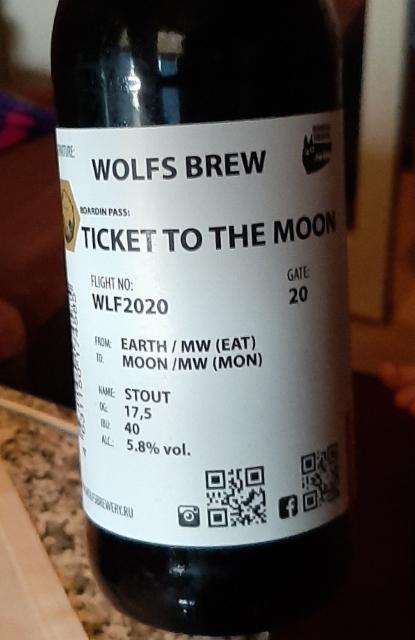 WOLFS BREW
BOARDIN PASS:
TICKET TO THE MOON
FLIGHT NO:
WLF2020
GATE:
20
FROM: EARTH / MW (EAT)
TO: MOON /MW (MON)
NAME: STOUT
OG: 17,5
IBU: 40
ALC.: 5.8% vol.